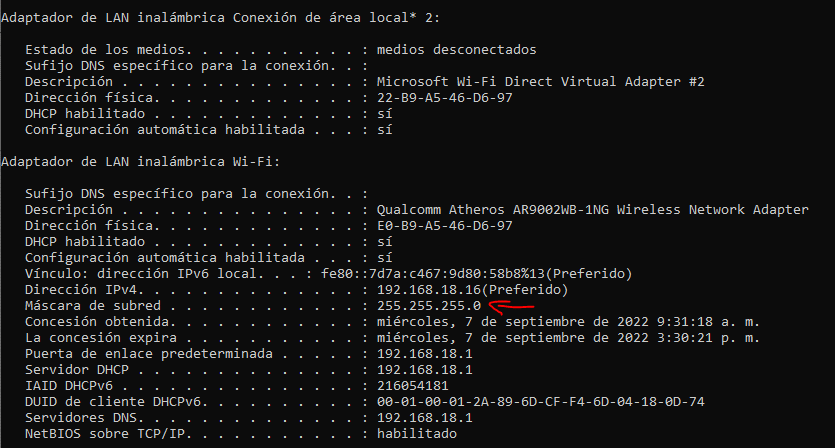 Adaptador de LAN inalámbrica Conexión de área local* 2:
Estado de los medios. . . . . . . . . . . : medios desconectados
Sufijo DNS específico para la conexión. . :
Descripción . . . . . . . . . . . . . . . : Microsoft Wi-Fi Direct Virtual Adapter #2
Dirección física. . . . . . . . . . . . . : 22-B9-A5-46-D6-97
DHCP habilitado . . . . . . . . . . . . . : sí
Configuración automática habilitada . . . : sí
Adaptador de LAN inalámbrica Wi-Fi:
Sufijo DNS específico para la conexión. . :
Descripción . . . . . . . . . . . . . . . : Qualcomm Atheros AR9002WB-1NG Wireless Network Adapter
Dirección física. . . . . . . . . . . . . : E0-B9-A5-46-D6-97
DHCP habilitado . . . . . . . . . . . . . : sí
Configuración automática habilitada . . . : sí
Vínculo: dirección IPv6 local. . . : fe80::7d7a:c467:9d80:58b8%13(Preferido)
Dirección IPv4. . . . . . . . . . . . . . : 192.168.18.16(Preferido)
Máscara de subred . . . . . . . . . . . . : 255.255.255.0
Concesión obtenida. . . . . . . . . . . . : miércoles, 7 de septiembre de 2022 9:31:18 a. m.
La concesión expira . . . . . . . . . . . : miércoles, 7 de septiembre de 2022 3:30:21 p. m.
Puerta de enlace predeterminada . . . . . : 192.168.18.1
Servidor DHCP . . . . . . . . . . . . . . : 192.168.18.1
IAID DHCPv6 . . . . . . . . . . . . . . . : 216054181
DUID de cliente DHCPv6. . . . . . . . . . : 00-01-00-01-2A-89-6D-CF-F4-6D-04-18-0D-74
Servidores DNS. . . . . . . . . . . . . . : 192.168.18.1
NetBIOS sobre TCP/IP. . . . . . . . . . . : habilitado